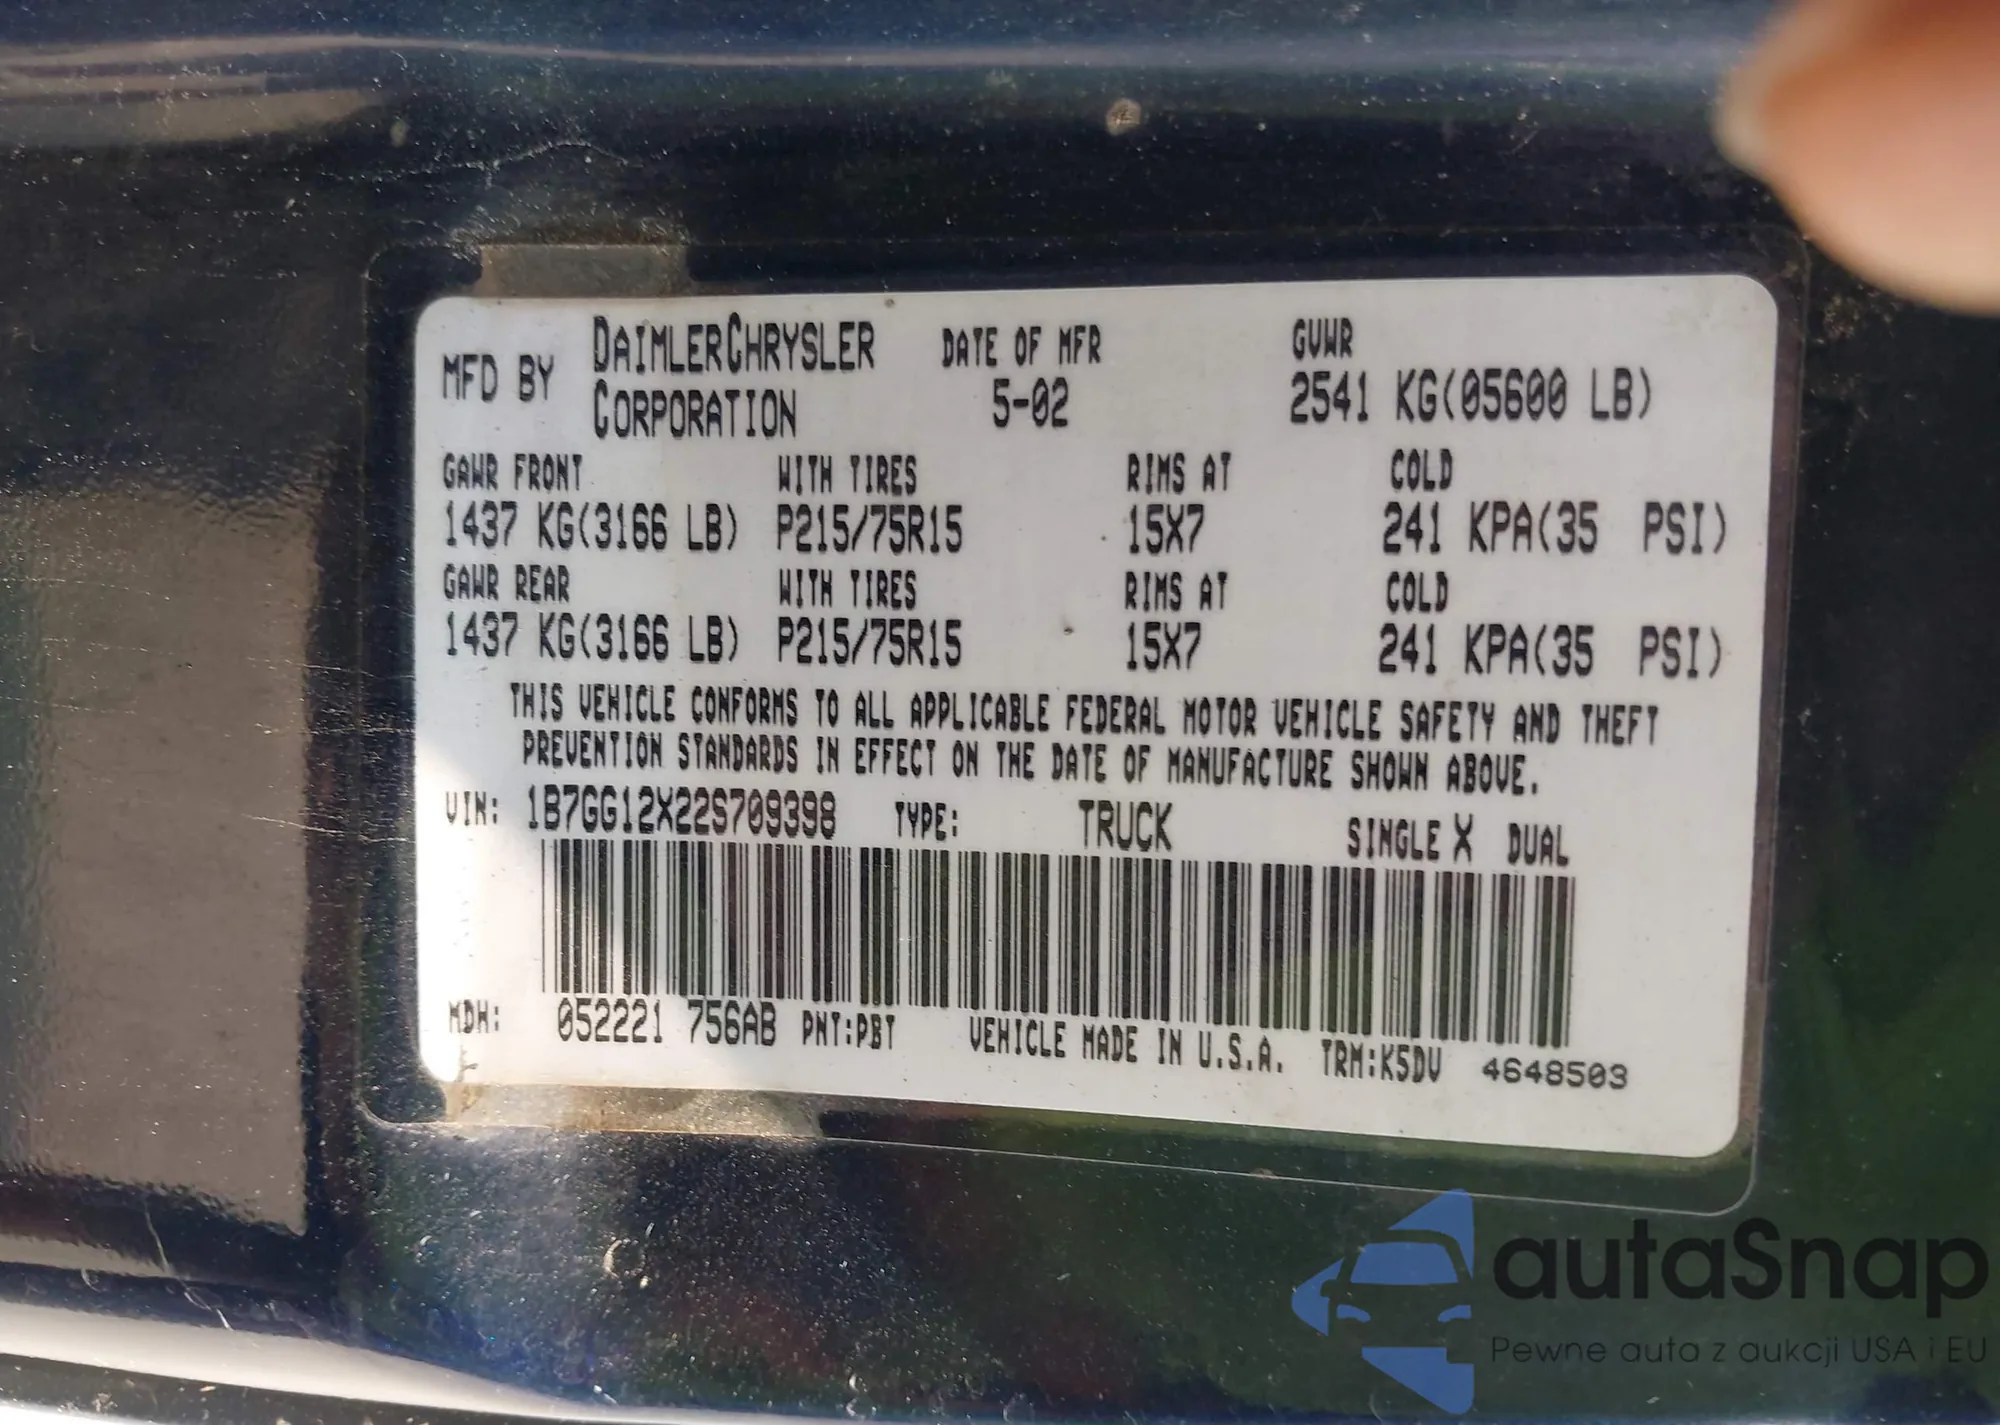 MFD BY DAIMLERCHRYSLER CORPORATION DATE OF MFR 5-02 GVWR 2541 KG(05600 LB)
GAWR FRONT WITH TIRES RIMS AT COLD
1437 KG(3166 LB) P215/75R15 15X7 241 KPA(35 PSI)
GAWR REAR WITH TIRES RIMS AT COLD
1437 KG(3166 LB) P215/75R15 15X7 241 KPA(35 PSI)
THIS VEHICLE CONFORMS TO ALL APPLICABLE FEDERAL MOTOR VEHICLE SAFETY AND THEFT
PREVENTION STANDARDS IN EFFECT ON THE DATE OF MANUFACTURE SHOWN ABOVE.
VIN: 1B7GG12X22S709398 TYPE: TRUCK SINGLE X DUAL
MDH: 052221 756AB PNT:PBT VEHICLE MADE IN U.S.A. TRM:K5DV 4648503
autaSnap
Pewne auta z aukcji USA i EU